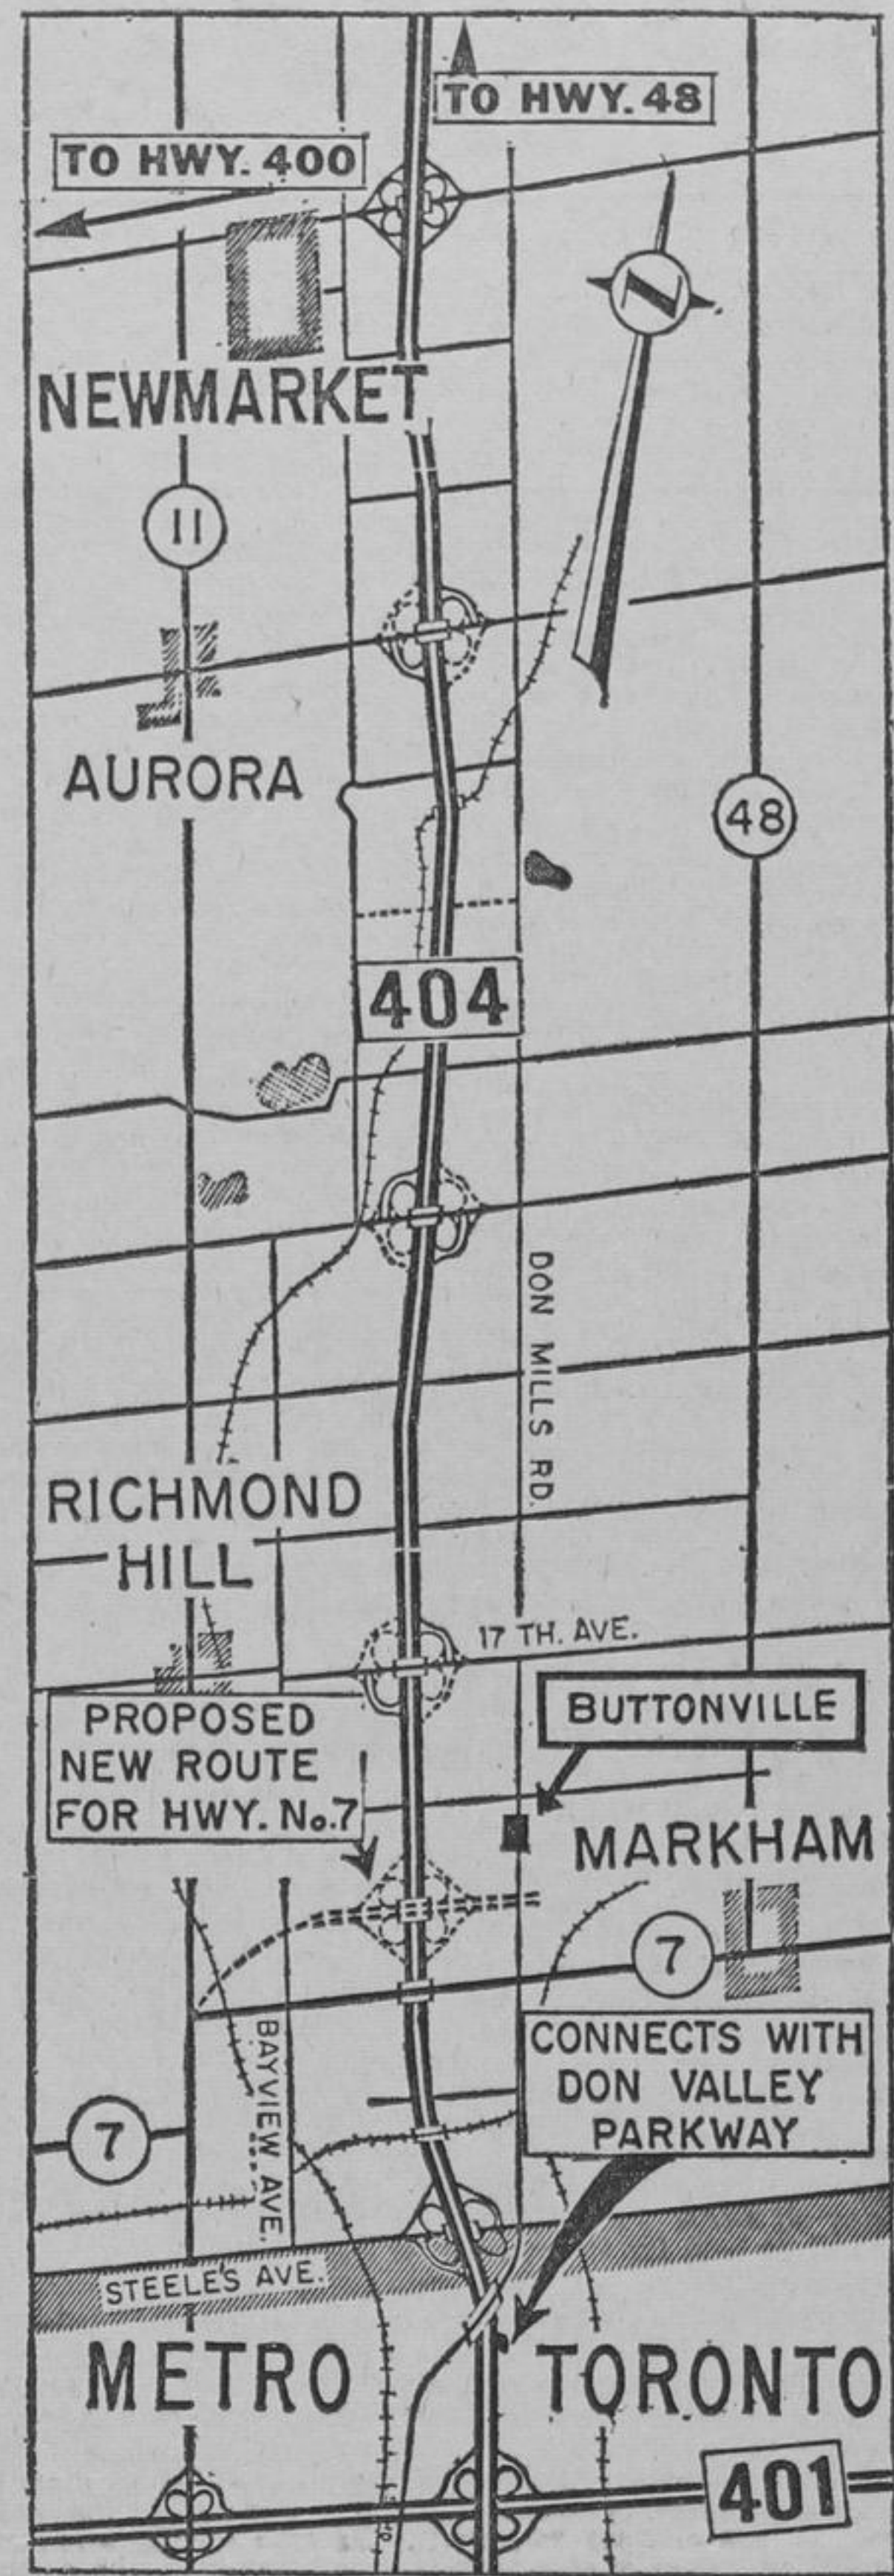 TO HWY. 48
TO HWY. 400
N
NEWMARKET
11
AURORA
48
404
DON MILLS RD.
RICHMOND
HILL
17 TH. AVE.
BUTTONVILLE
PROPOSED
NEW ROUTE
FOR HWY. No.7
MARKHAM
7
CONNECTS WITH
DON VALLEY
PARKWAY
BAYVIEW AVE.
7
STEELES AVE.
METRO TORONTO
401